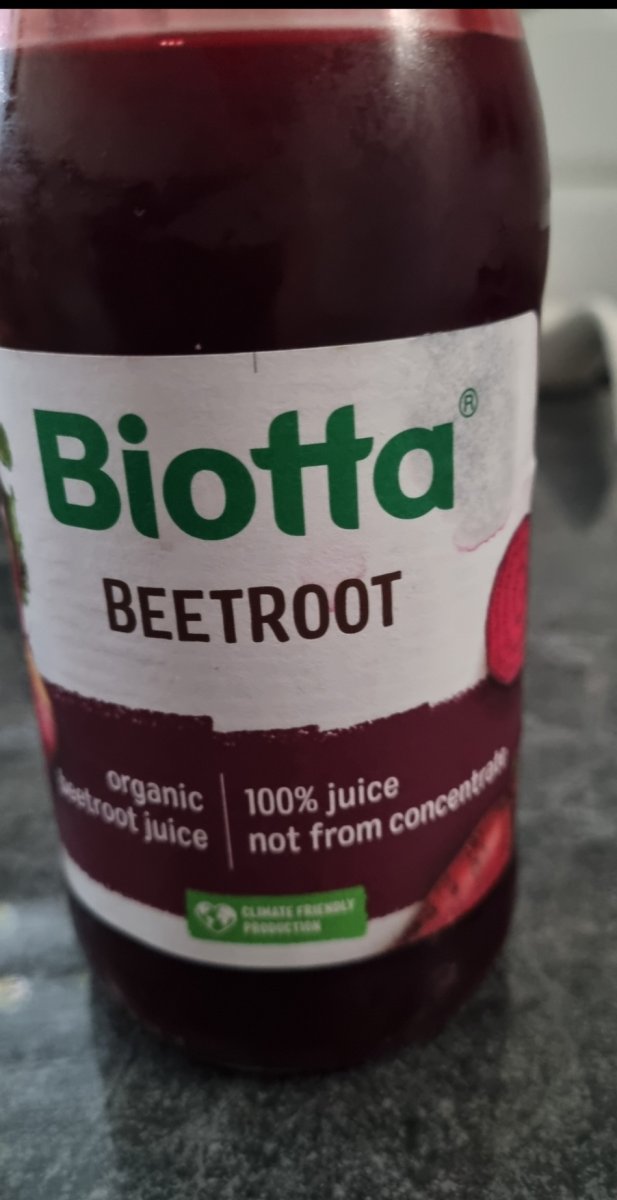 Biotta®
BEETROOT
organic
beetroot juice
100% juice
not from concentrate
CLIMATE FRIENDLY
PRODUCTION